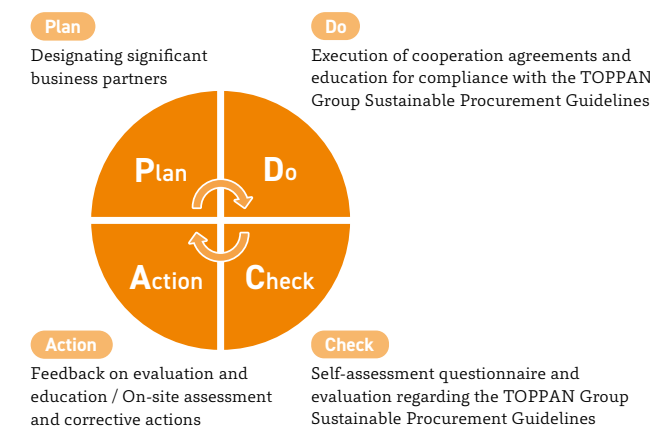 Plan
Designating significant
business partners
Do
Execution of cooperation agreements and
education for compliance with the TOPPAN
Group Sustainable Procurement Guidelines
Plan
Do
Action
Check
Action
Feedback on evaluation and
education / On-site assessment
and corrective actions
Check
Self-assessment questionnaire and
evaluation regarding the TOPPAN Group
Sustainable Procurement Guidelines